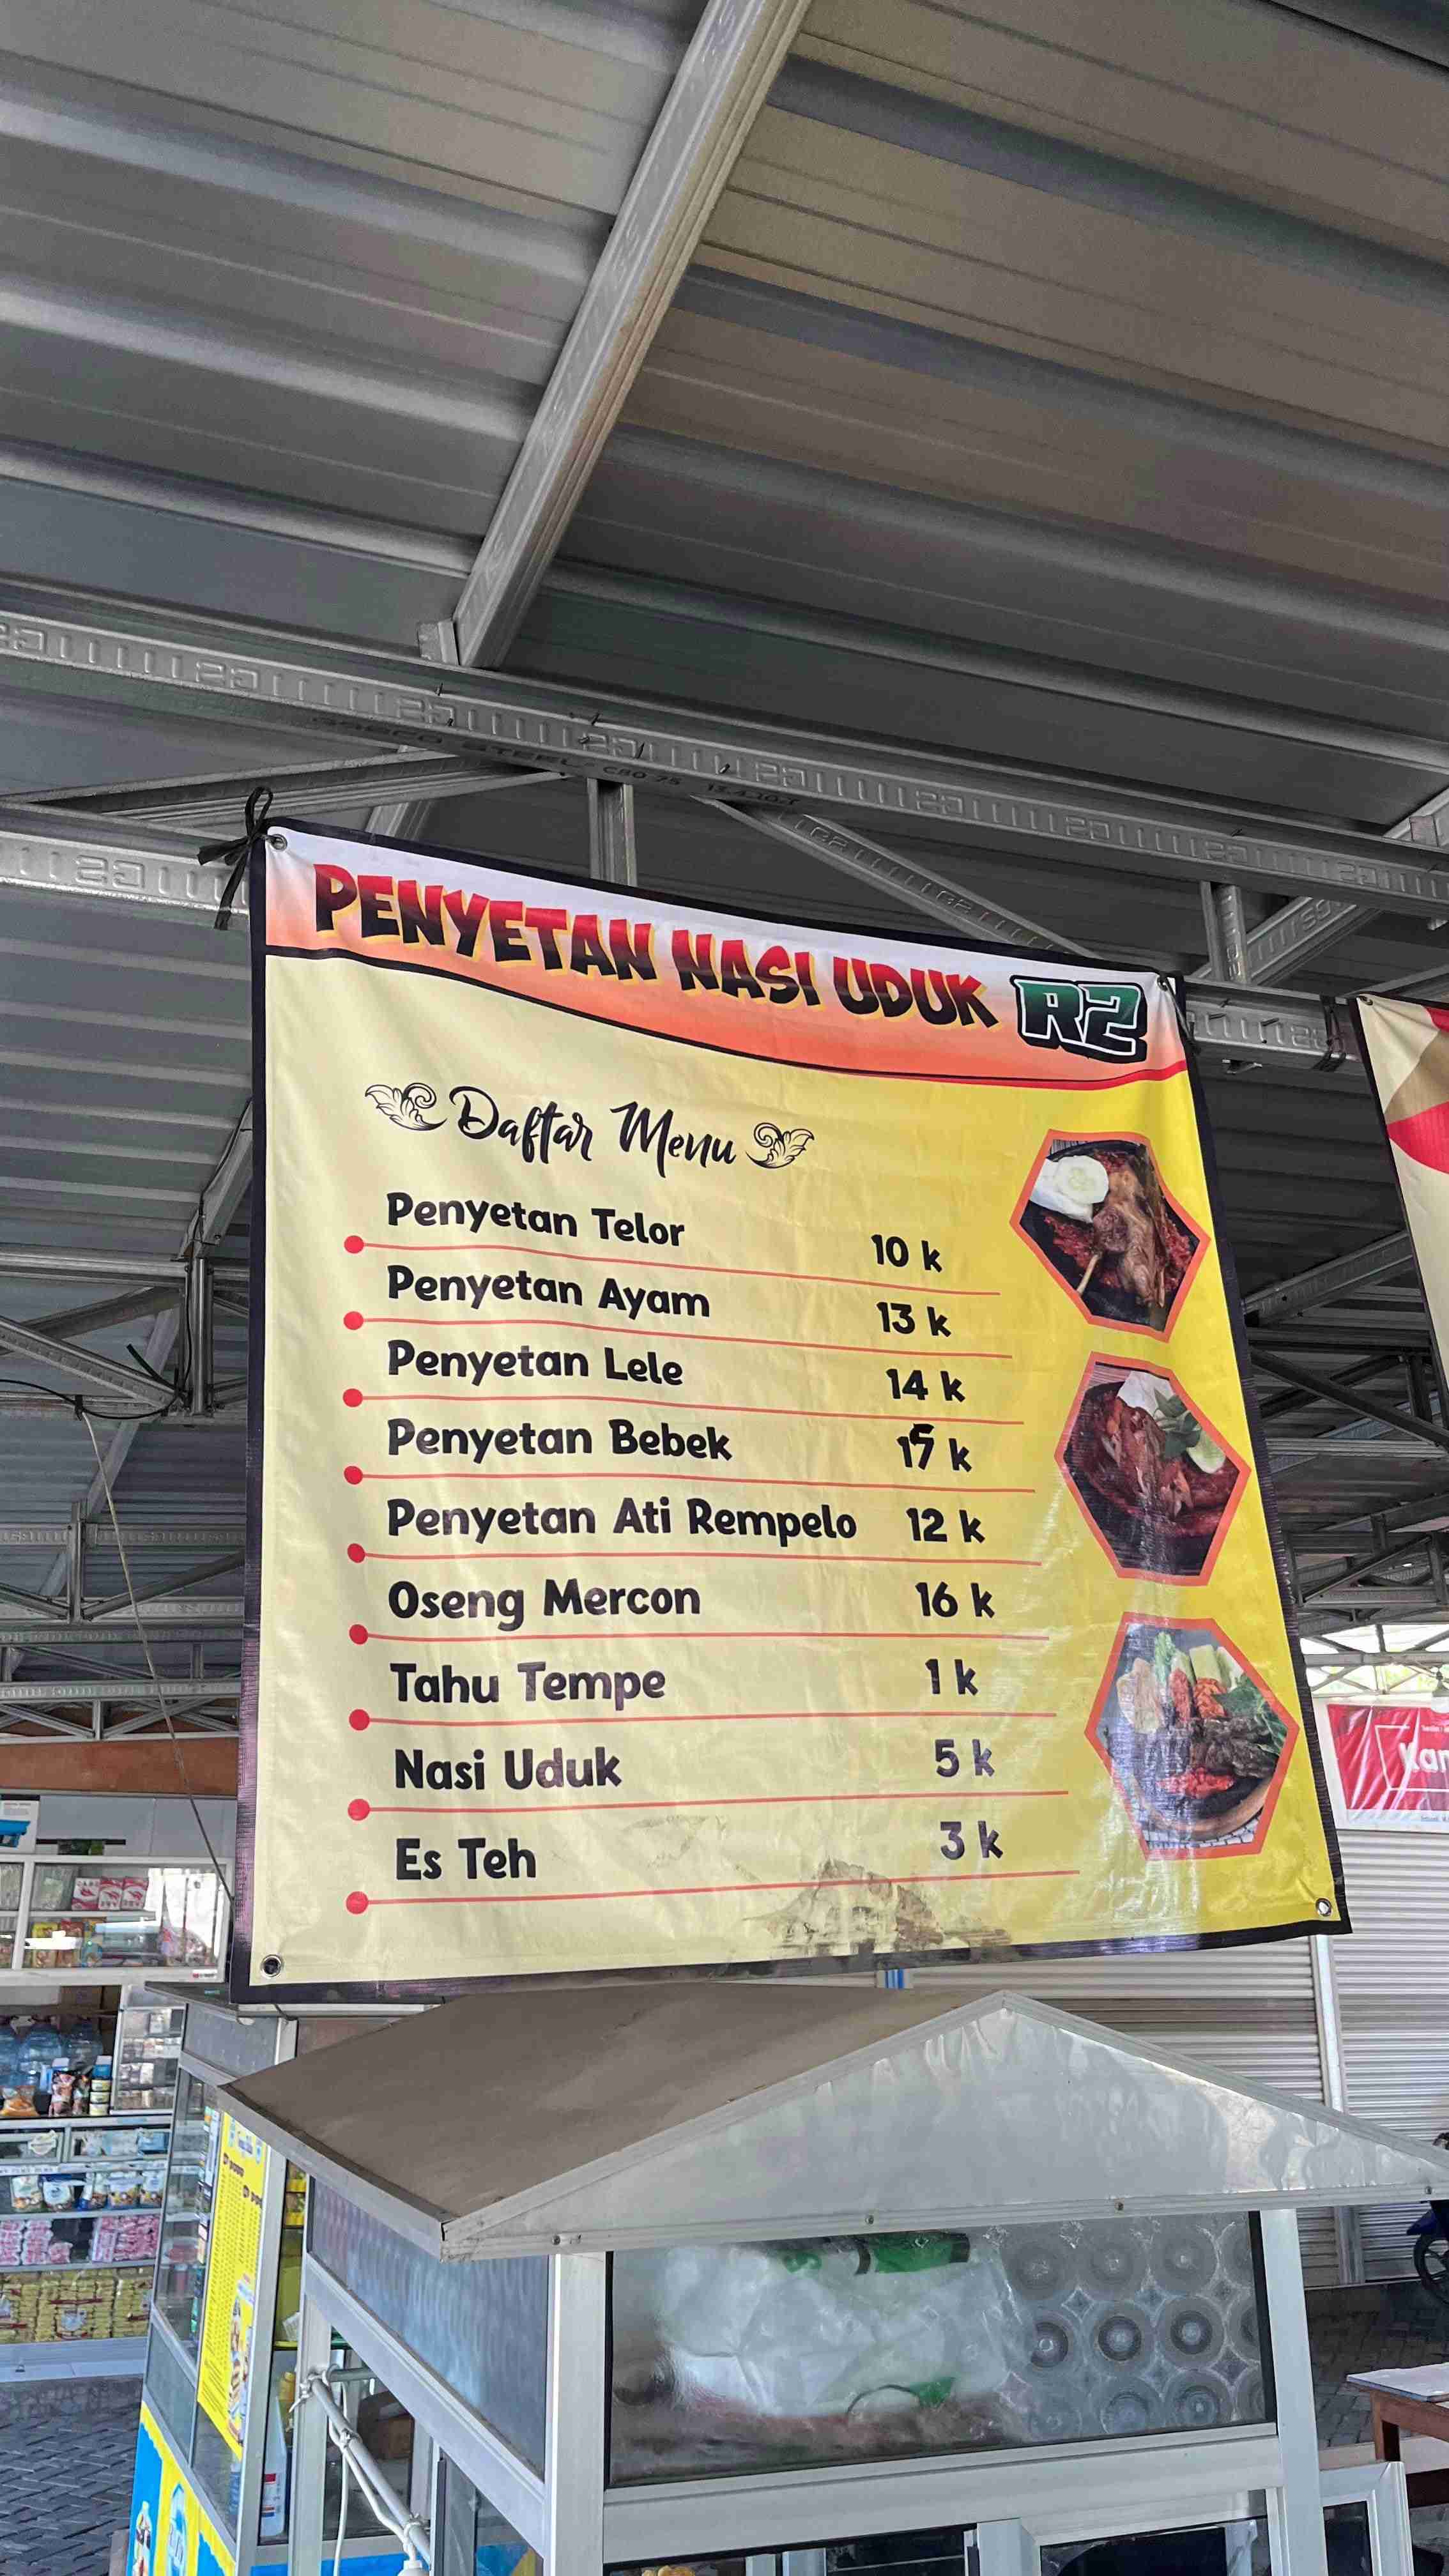 PENYETAN NASI UDUK R2
Daftar Menu
Penyetan Telor 10 k
Penyetan Ayam 13 k
Penyetan Lele 14 k
Penyetan Bebek 15 k
Penyetan Ati Rempelo 12 k
Oseng Mercon 16 k
Tahu Tempe 1 k
Nasi Uduk 5 k
Es Teh 3 k